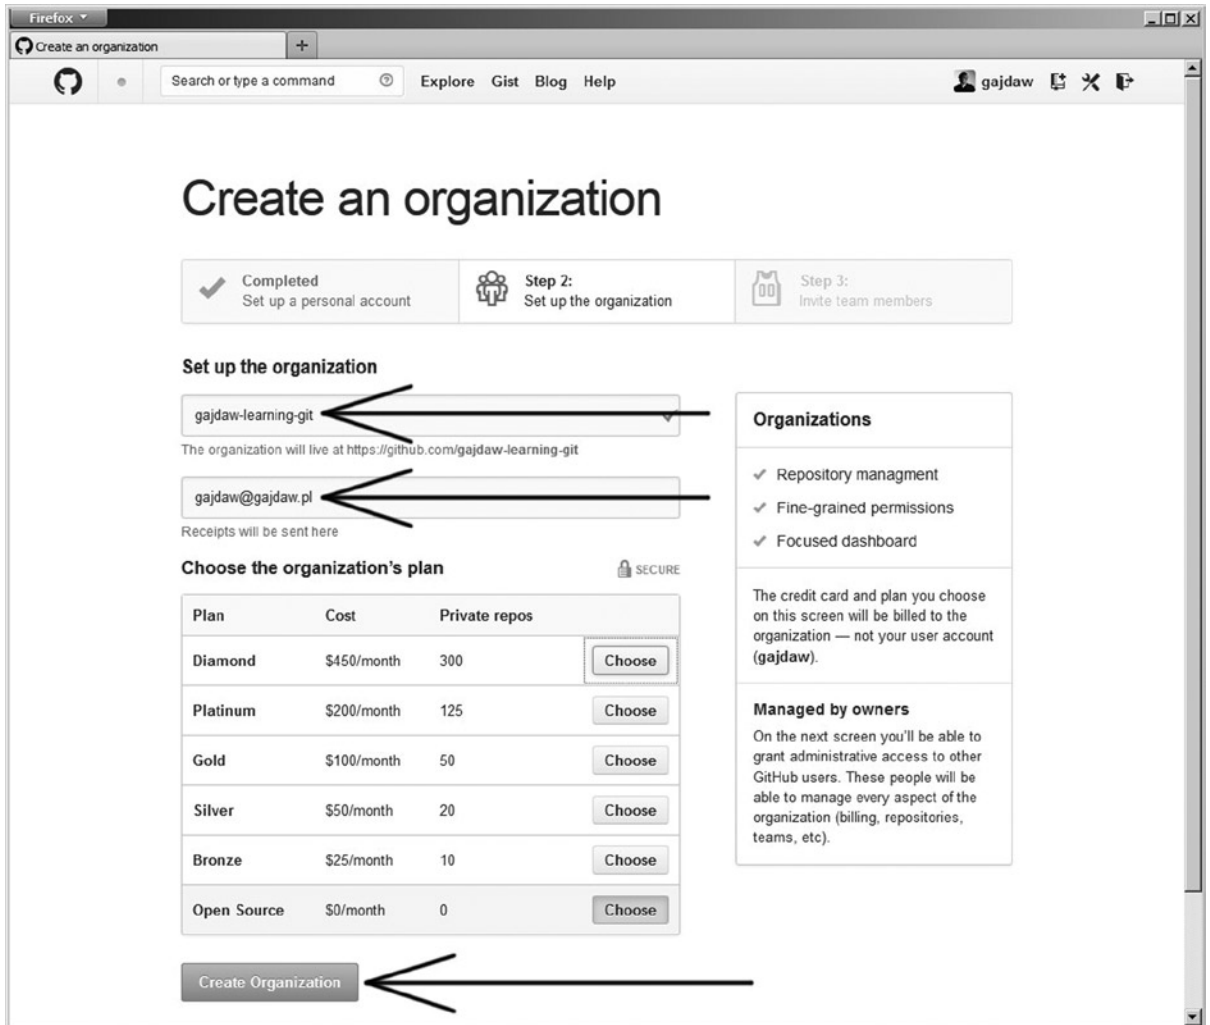 Firefox
Create an organization
Search or type a command
Explore Gist Blog Help
gajdaw
Create an organization
Completed
Set up a personal account
Step 2:
Set up the organization
Step 3:
Invite team members
Set up the organization
gajdaw-learning-git
The organization will live at https://github.com/gajdaw-learning-git
gajdaw@gajdaw.pl
Receipts will be sent here
Choose the organization's plan
SECURE
Plan Cost Private repos
Diamond $450/month 300 Choose
Platinum $200/month 125 Choose
Gold $100/month 50 Choose
Silver $50/month 20 Choose
Bronze $25/month 10 Choose
Open Source $0/month 0 Choose
Create Organization
Organizations
Repository managment
Fine-grained permissions
Focused dashboard
The credit card and plan you choose
on this screen will be billed to the
organization — not your user account
(gajdaw).
Managed by owners
On the next screen you'll be able to
grant administrative access to other
GitHub users. These people will be
able to manage every aspect of the
organization (billing, repositories,
teams, etc).